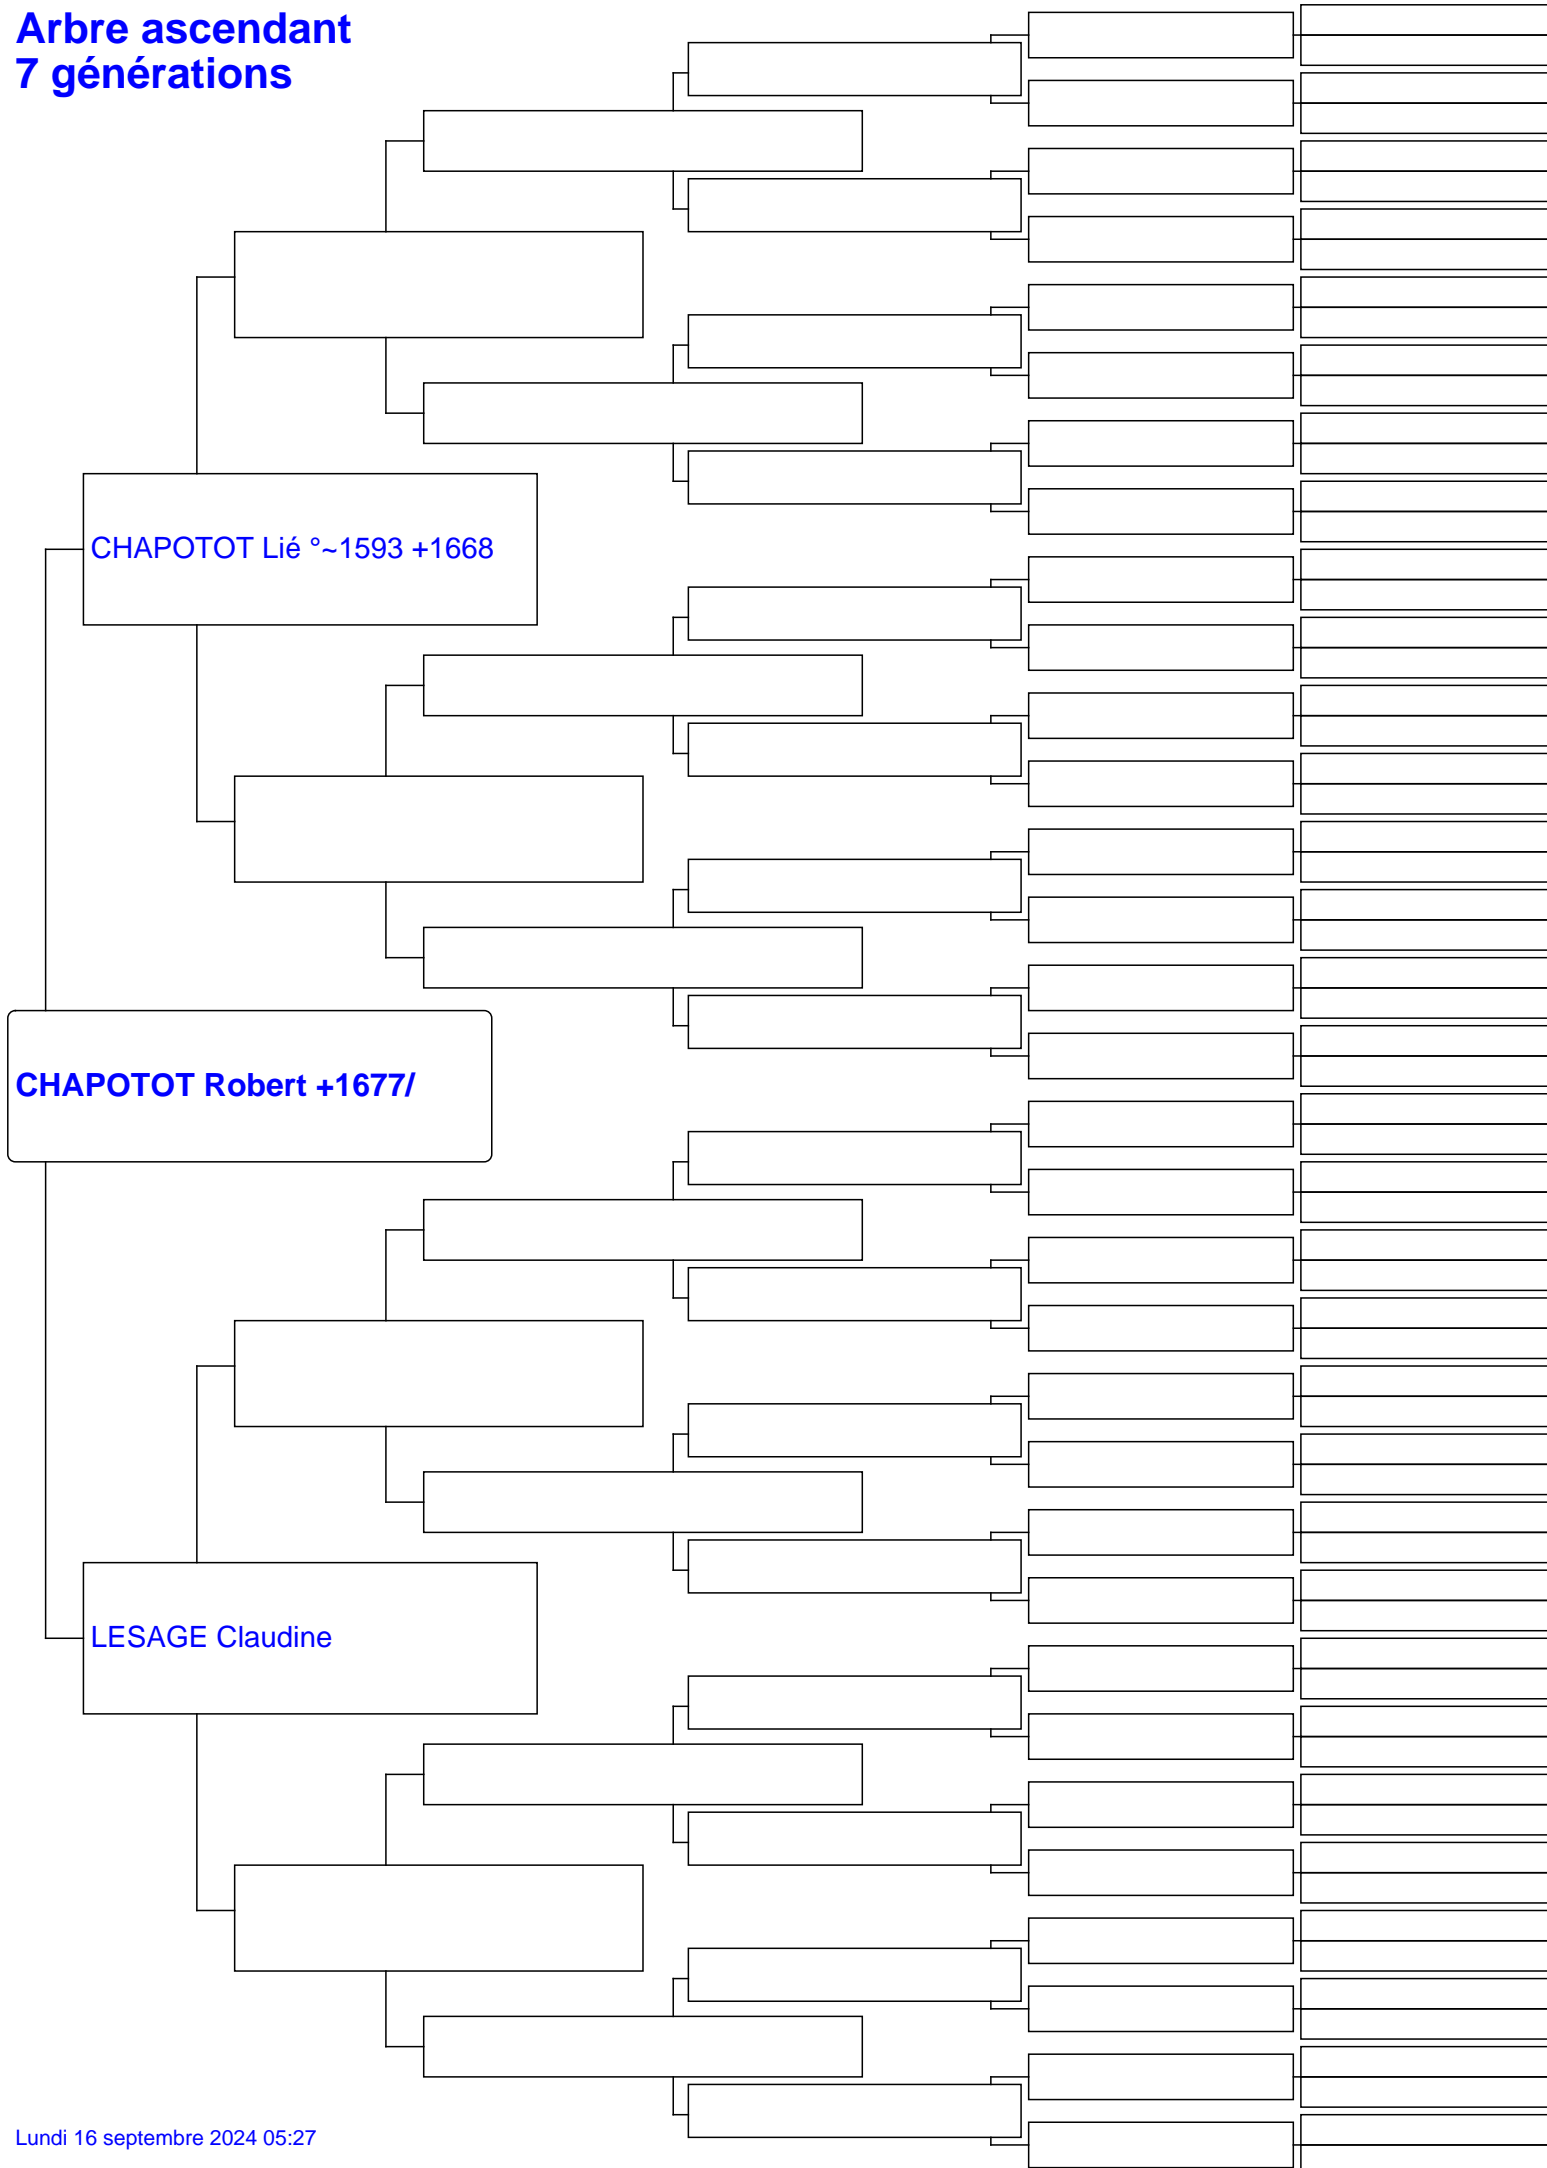 Arbre ascendant
7 générations
CHAPOTOT Lié °~1593 +1668
CHAPOTOT Robert +1677/
LESAGE Claudine
Lundi 16 septembre 2024 05:27